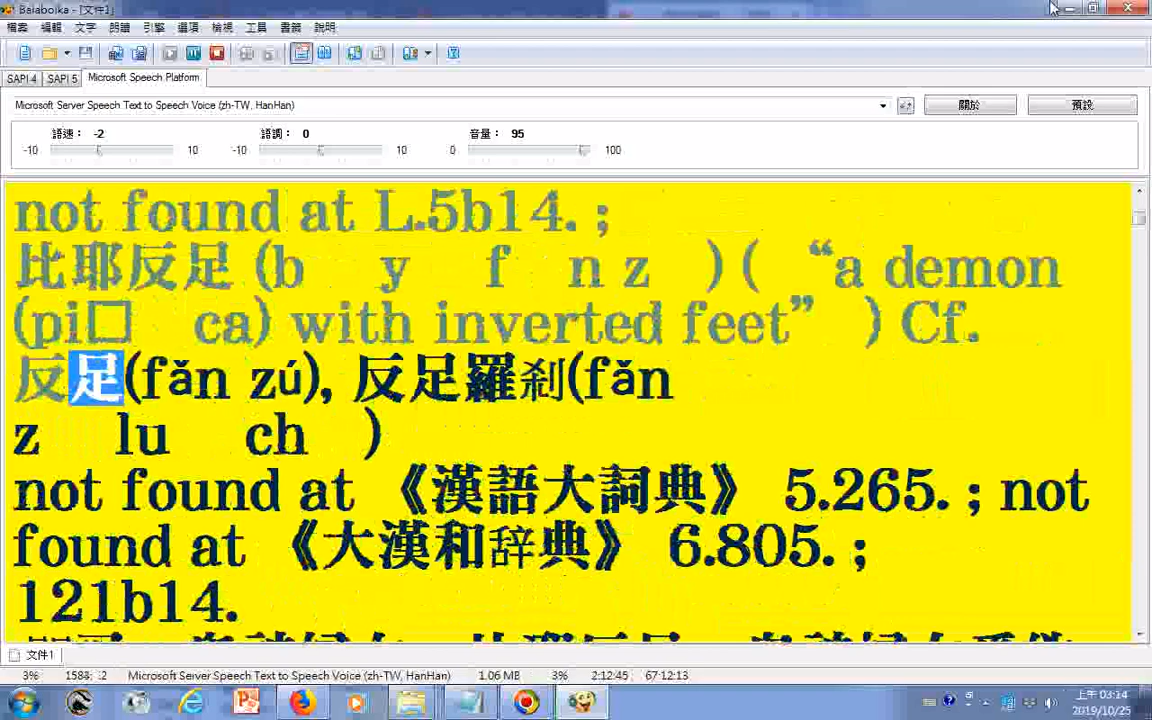 Balabolka - [文件1]
檔案 編輯 文字 朗讀 引擎 選項 檢視 工具 書籤 說明
SAPI 4 SAPI 5 Microsoft Speech Platform
Microsoft Server Speech Text to Speech Voice (zh-TW, HanHan) 關於 預設
語速： -2 語調： 0 音量： 95
-10 10 -10 10 0 100
not found at L.5b14. ;
比耶反足 (b y f n z ) ( “a demon
(pi□ ca) with inverted feet” ) Cf.
反足(fǎn zú), 反足羅剎(fǎn
z lu ch )
not found at 《漢語大詞典》 5.265. ; not
found at 《大漢和辞典》 6.805. ;
121b14.
文件1
3% 1588: :2 Microsoft Server Speech Text to Speech Voice (zh-TW, HanHan) 1.06 MB 3% 2:12:45 67:12:13
上午 03:14
2019/10/25